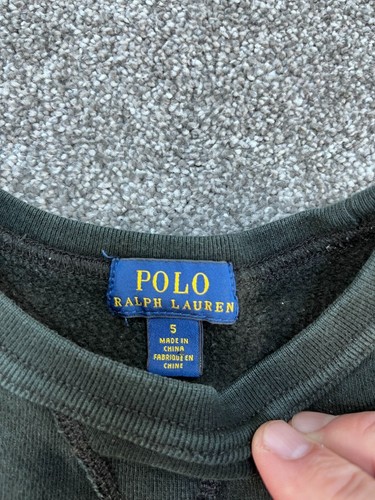 POLO
RALPH LAUREN
5
MADE IN
CHINA
FABRIQUÉ EN
CHINE